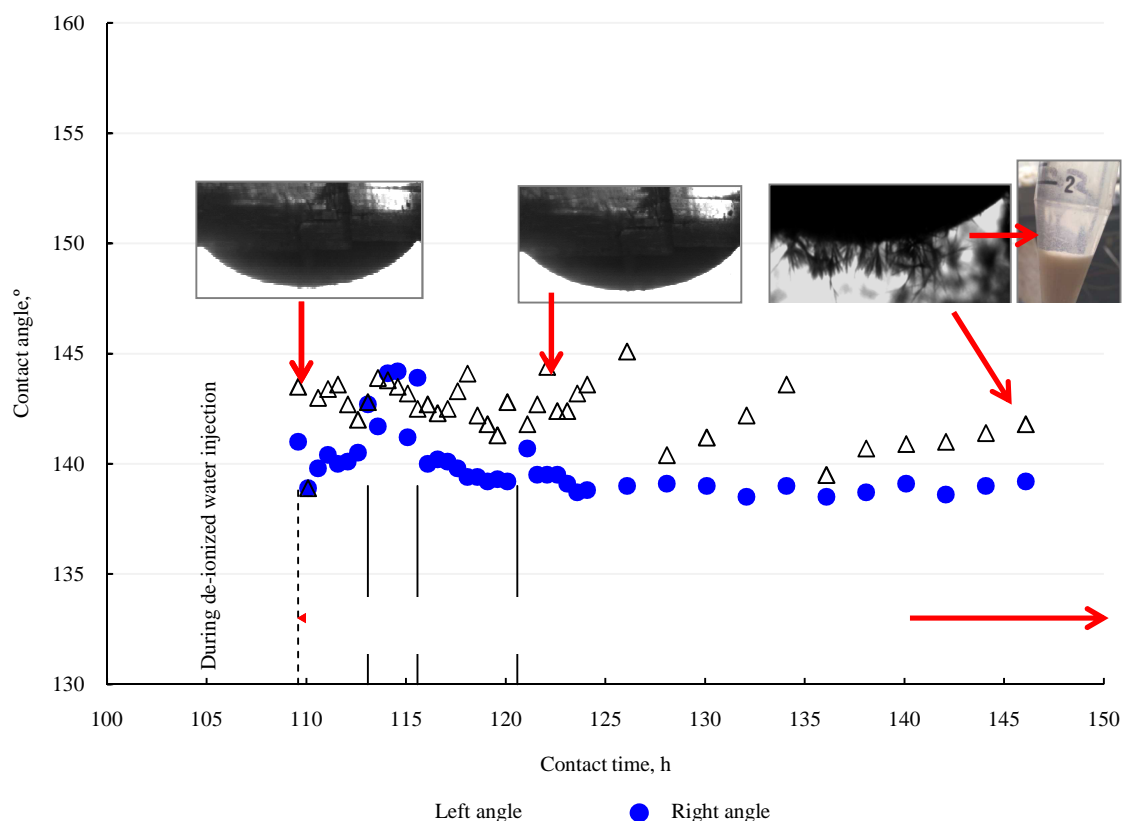 160
155
150
145
140
135
130
Contact angle,º
During de-ionized water injection
2
100 105 110 115 120 125 130 135 140 145 150
Contact time, h
Left angle Right angle